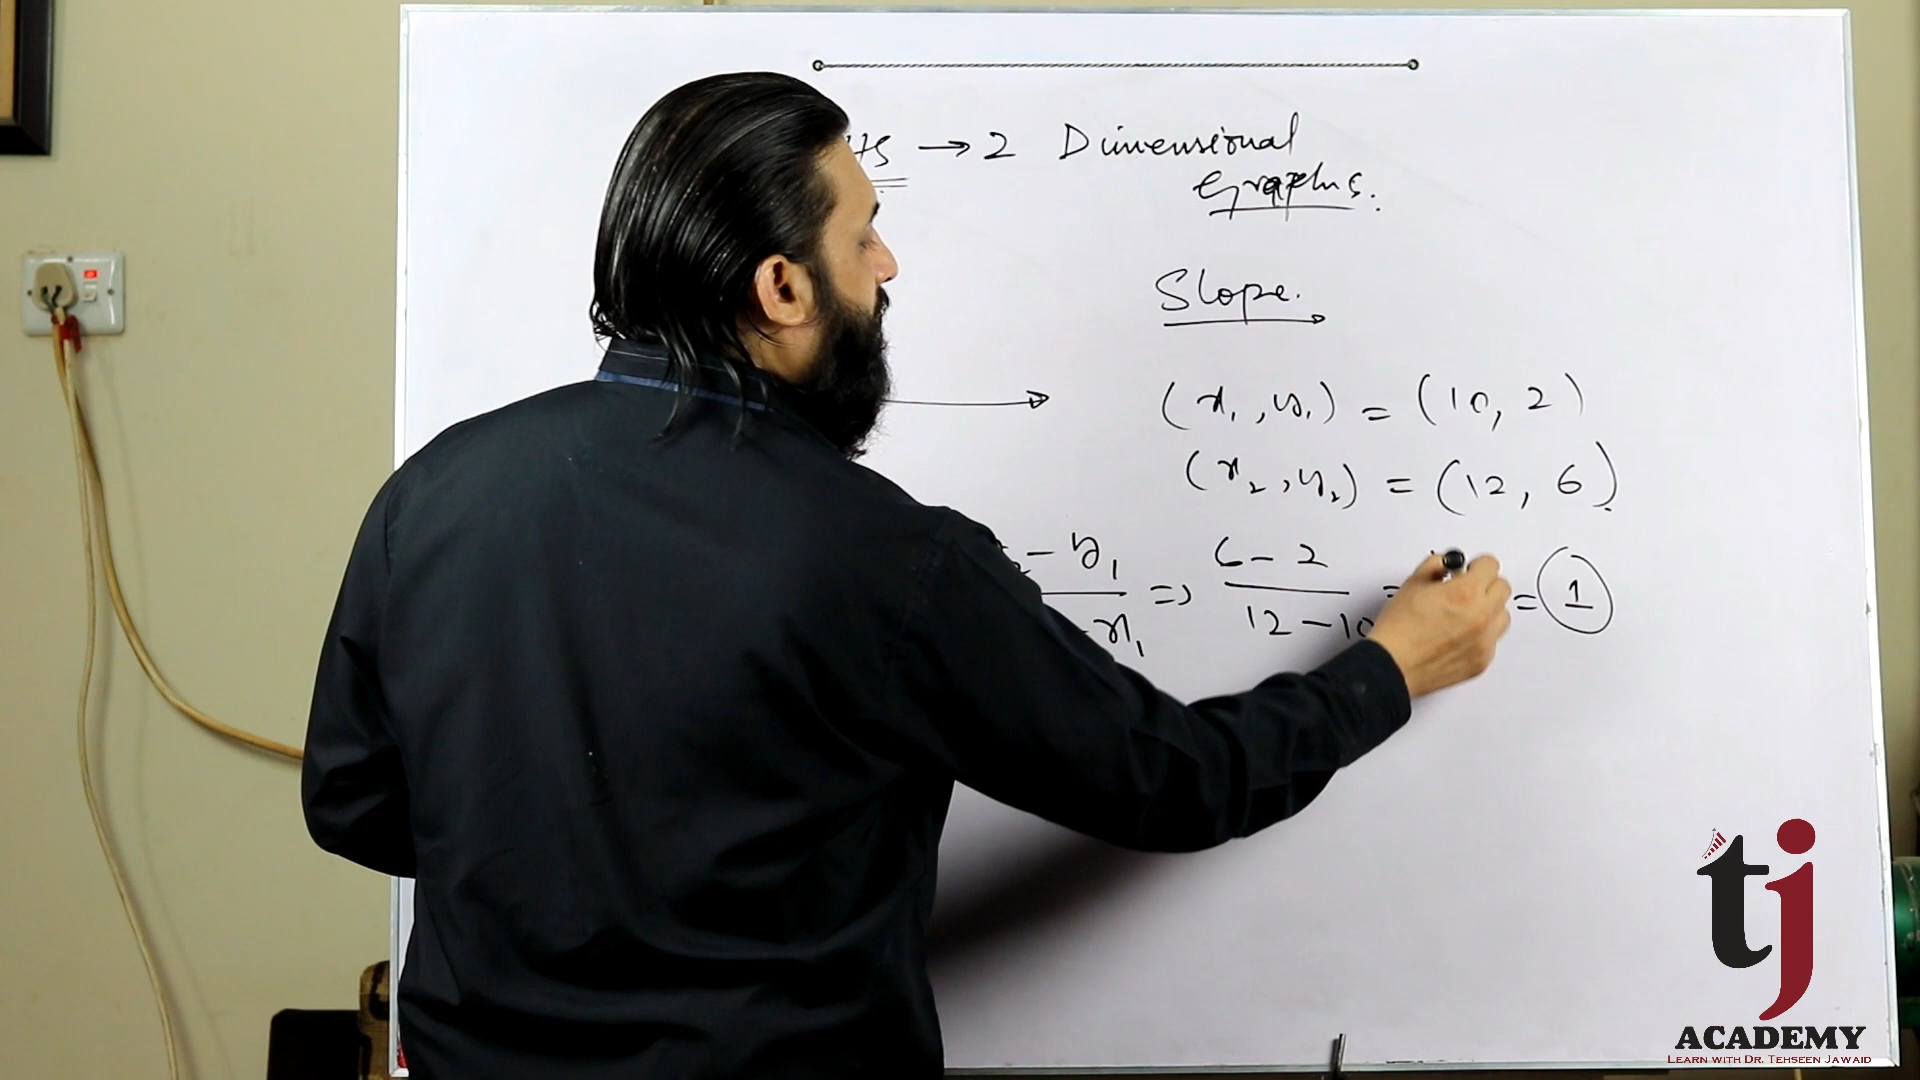 → 2 Dimensional
Graphs.
Slope.
(x₁, y₁) = (10, 2)
(x₂, y₂) = (12, 6)
- y₁ => 6 - 2 = = 1
- x₁ 12 - 10
tj
ACADEMY
LEARN WITH DR. TEHSEEN JAWAID